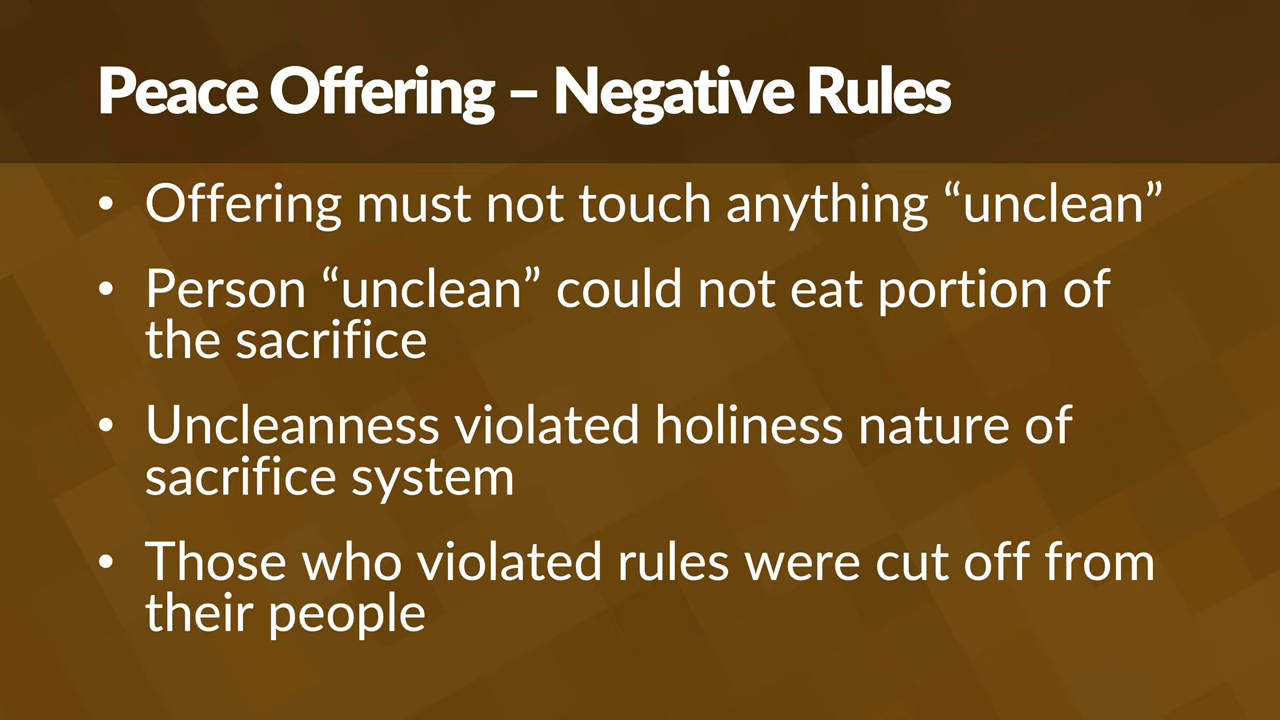 Peace Offering – Negative Rules
• Offering must not touch anything “unclean”
• Person “unclean” could not eat portion of
the sacrifice
• Uncleanness violated holiness nature of
sacrifice system
• Those who violated rules were cut off from
their people